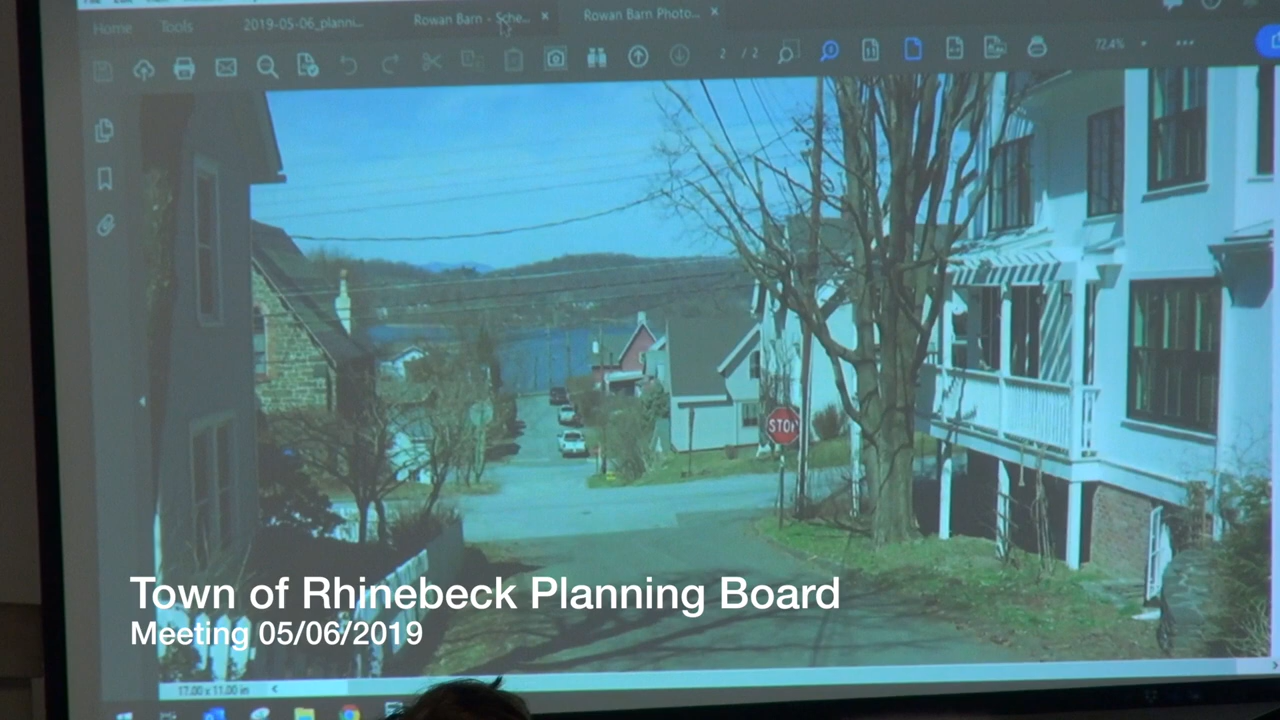 Home
Tools
2019-05-06_planni...
Rowan Barn - Sche... ×
Rowan Barn Photo... ×
2 / 2
72.4%
STOP
Town of Rhinebeck Planning Board
Meeting 05/06/2019
17.00 x 11.00 in